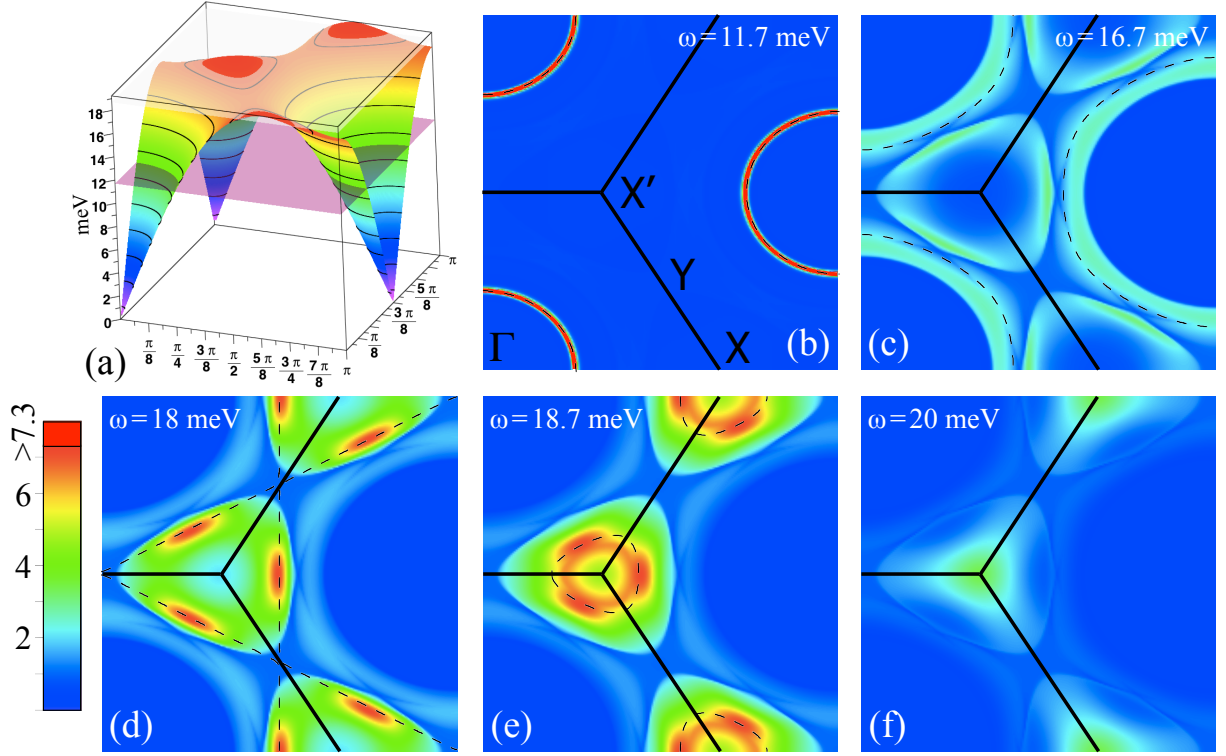 meV
18
16
14
12
10
8
6
4
2
0
π/8
π/4
3π/8
π/2
5π/8
3π/4
7π/8
π
π/8
3π/8
5π/8
π
(a)
ω=11.7 meV
X'
Y
Γ
X
(b)
ω=16.7 meV
(c)
>7.3
6
4
2
ω=18 meV
(d)
ω=18.7 meV
(e)
ω=20 meV
(f)